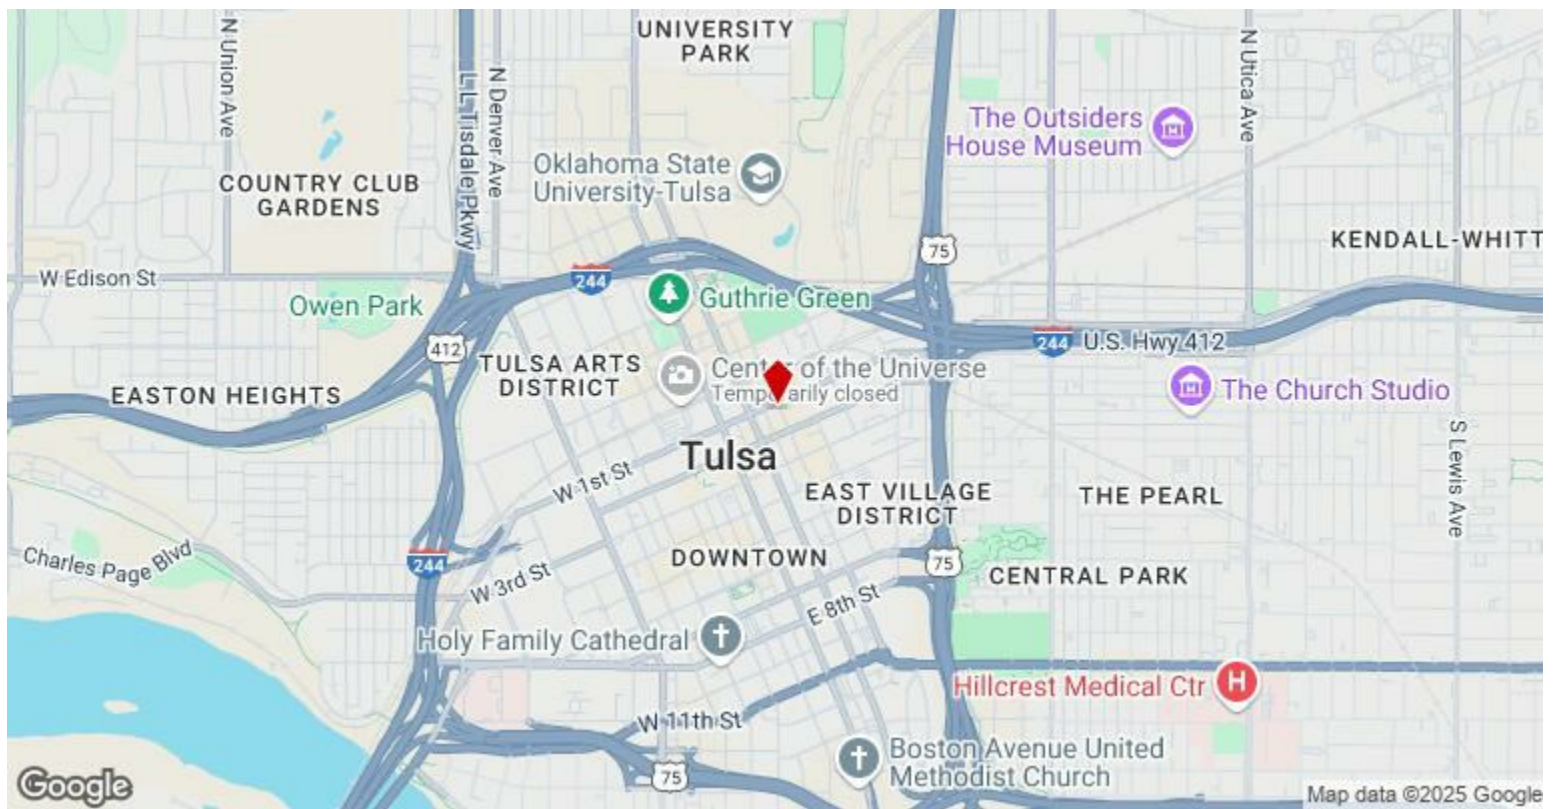 UNIVERSITY
PARK
N Union Ave
L L Tisdale Pkwy
N Denver Ave
N Utica Ave
The Outsiders
House Museum
Oklahoma State
University-Tulsa
COUNTRY CLUB
GARDENS
75
KENDALL-WHITT
W Edison St
244
Owen Park
Guthrie Green
412
244
U.S. Hwy 412
TULSA ARTS
DISTRICT
Center of the Universe
Temporarily closed
EASTON HEIGHTS
The Church Studio
Tulsa
S Lewis Ave
W 1st St
EAST VILLAGE
DISTRICT
THE PEARL
Charles Page Blvd
244
DOWNTOWN
75
CENTRAL PARK
W 3rd St
E 8th St
Holy Family Cathedral
Hillcrest Medical Ctr
H
W 11th St
75
Boston Avenue United
Methodist Church
Google
Map data ©2025 Google